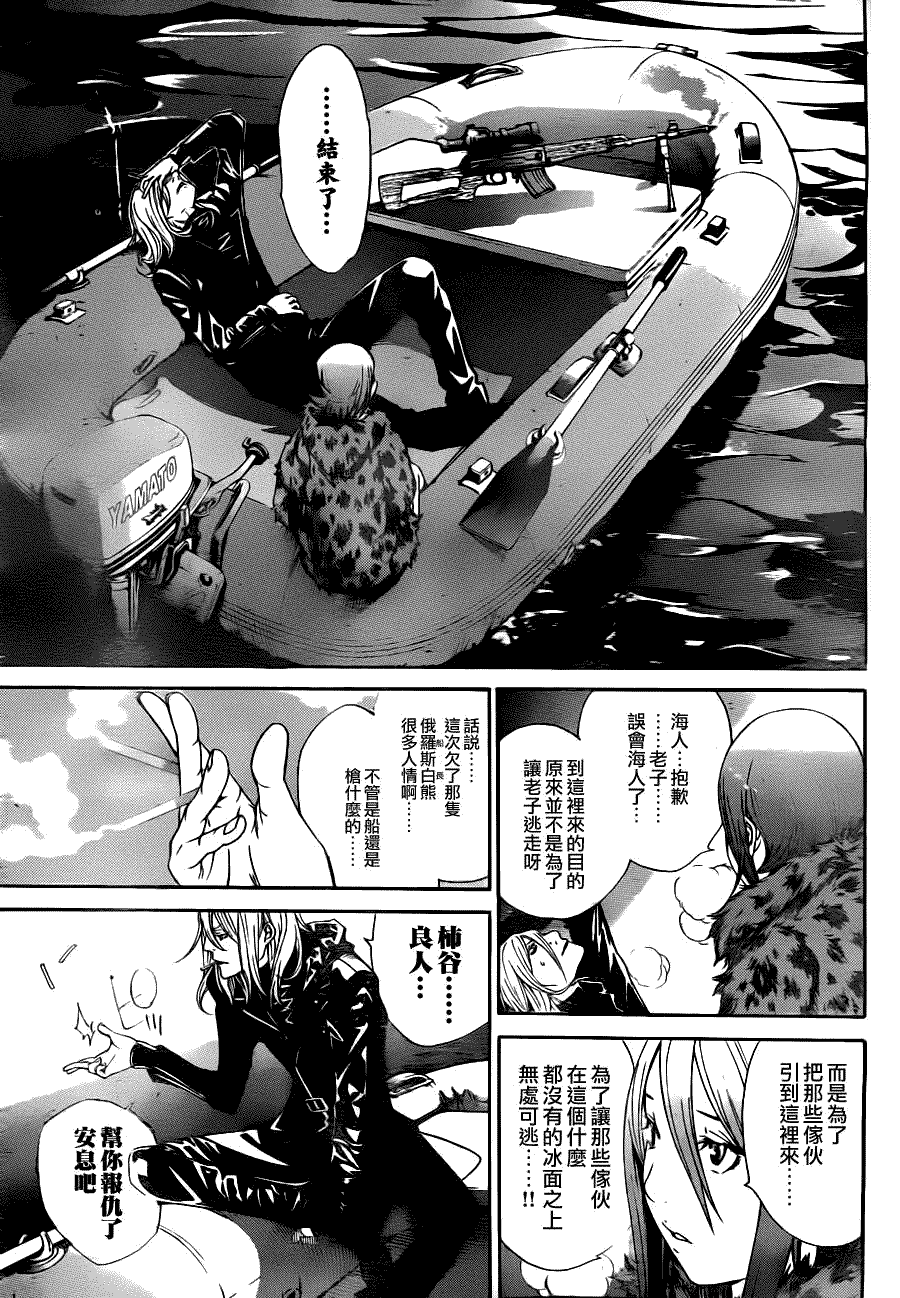 ……結束了…
YAMATO
海人…抱歉
……老子…
誤會海人了…
到這裡來的目的
原來並不是為了
讓老子逃走呀
話說……
這次欠了那隻
俄羅斯白熊
船長
很多人情啊…
不管是船還是
槍什麼的……
而是為了
把那些傢伙
引到這裡來……
為了讓那些傢伙
在這個什麼
都沒有的冰面之上
無處可逃……!!
柿谷……
良人…
幫你報仇了
安息吧